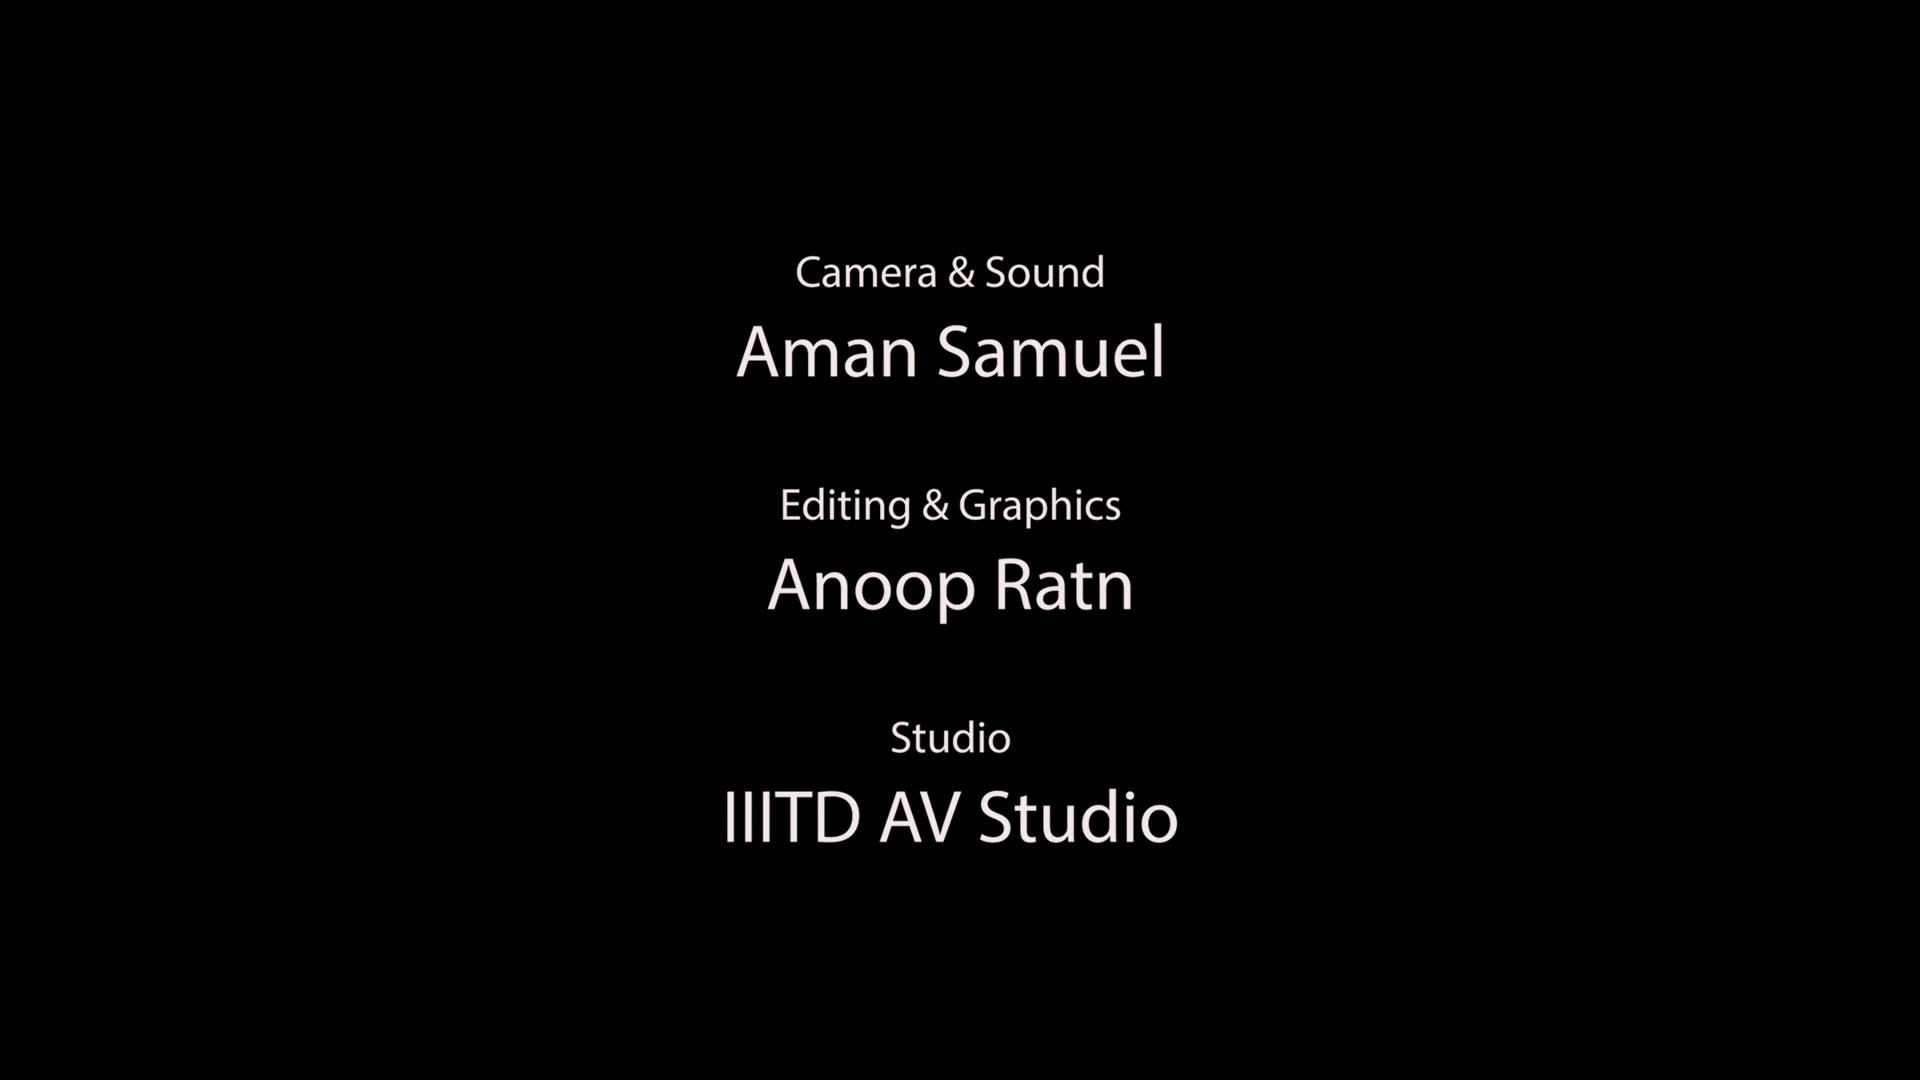 Camera & Sound
Aman Samuel
Editing & Graphics
Anoop Ratn
Studio
IIITD AV Studio